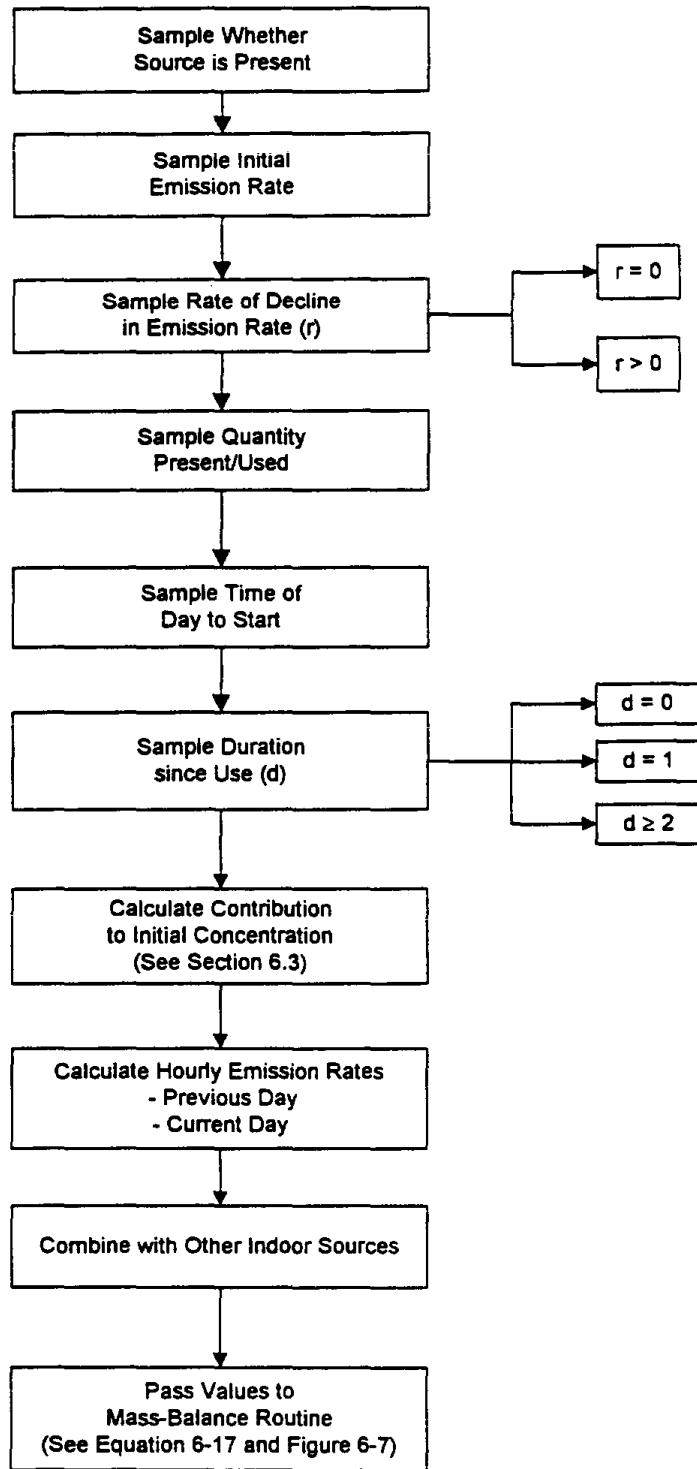 Sample Whether
Source is Present
Sample Initial
Emission Rate
Sample Rate of Decline
in Emission Rate (r)
r = 0
r > 0
Sample Quantity
Present/Used
Sample Time of
Day to Start
Sample Duration
since Use (d)
d = 0
d = 1
d ≥ 2
Calculate Contribution
to Initial Concentration
(See Section 6.3)
Calculate Hourly Emission Rates
- Previous Day
- Current Day
Combine with Other Indoor Sources
Pass Values to
Mass-Balance Routine
(See Equation 6-17 and Figure 6-7)